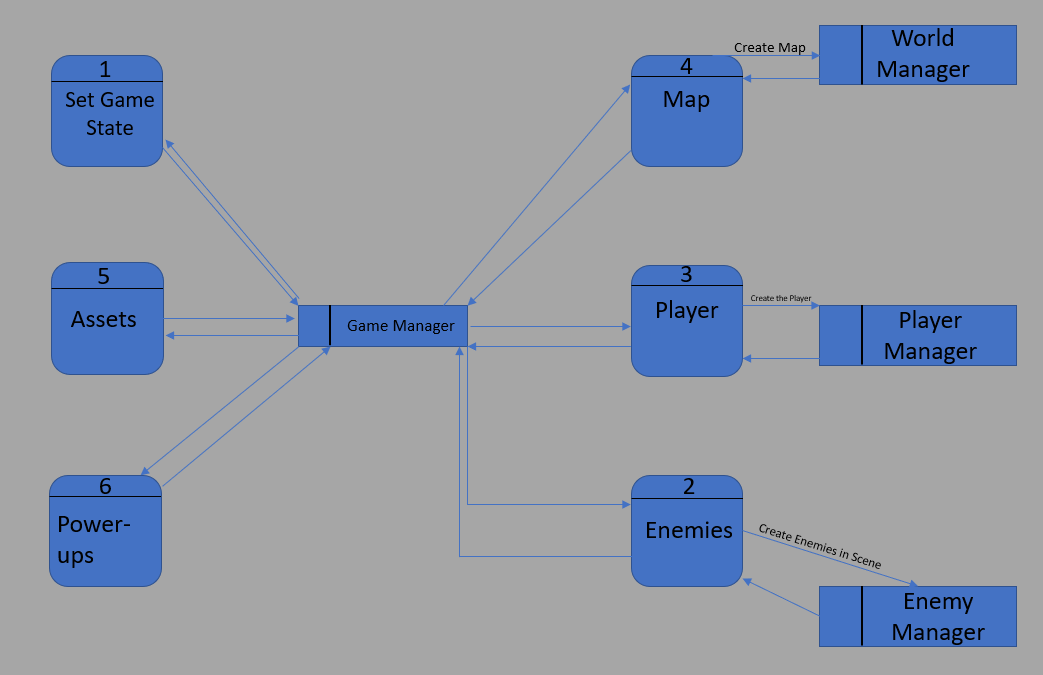 1
Set Game
State
4
Map
Create Map
World
Manager
5
Assets
Game Manager
3
Player
Create the Player
Player
Manager
6
Power-
ups
2
Enemies
Create Enemies in Scene
Enemy
Manager